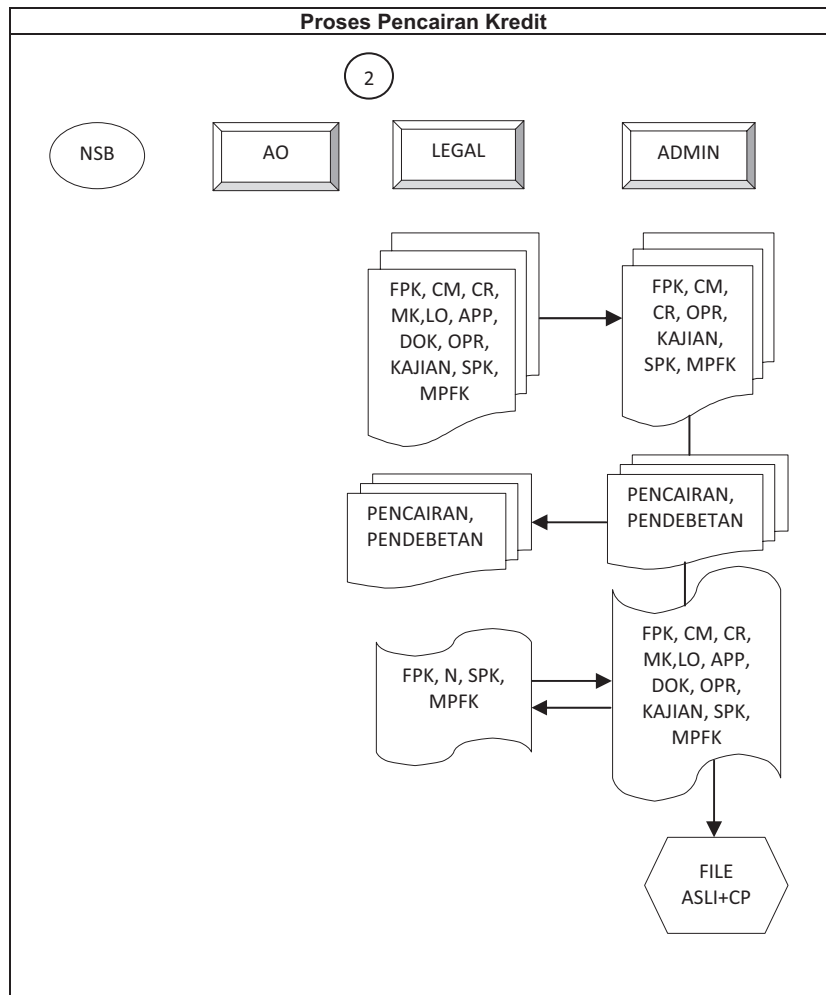 Proses Pencairan Kredit
2
NSB
AO
LEGAL
ADMIN
FPK, CM, CR,
MK,LO, APP,
DOK, OPR,
KAJIAN, SPK,
MPFK
FPK, CM,
CR, OPR,
KAJIAN,
SPK, MPFK
PENCAIRAN,
PENDEBETAN
PENCAIRAN,
PENDEBETAN
FPK, N, SPK,
MPFK
FPK, CM, CR,
MK,LO, APP,
DOK, OPR,
KAJIAN, SPK,
MPFK
FILE
ASLI+CP